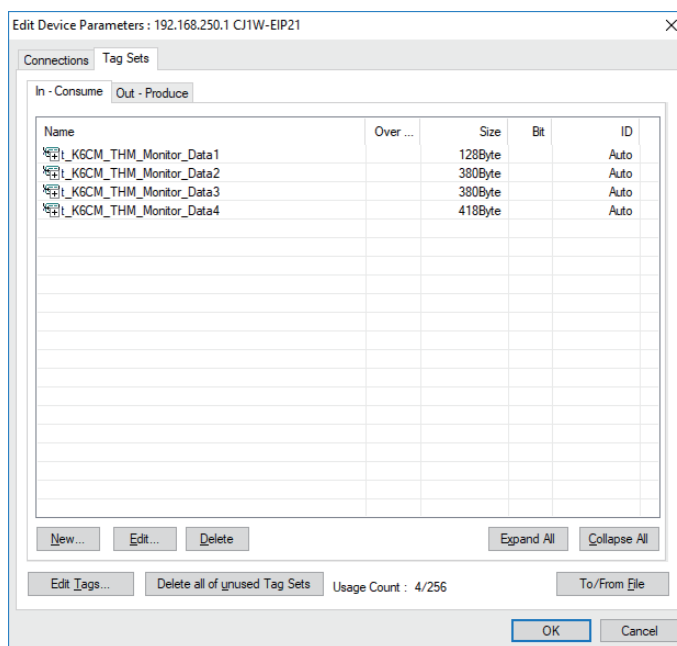 Edit Device Parameters : 192.168.250.1 CJ1W-EIP21
Connections Tag Sets
In - Consume Out - Produce
Name Over ... Size Bit ID
t_K6CM_THM_Monitor_Data1 128Byte Auto
t_K6CM_THM_Monitor_Data2 380Byte Auto
t_K6CM_THM_Monitor_Data3 380Byte Auto
t_K6CM_THM_Monitor_Data4 418Byte Auto
New... Edit... Delete Expand All Collapse All
Edit Tags... Delete all of unused Tag Sets Usage Count : 4/256 To/From File
OK Cancel